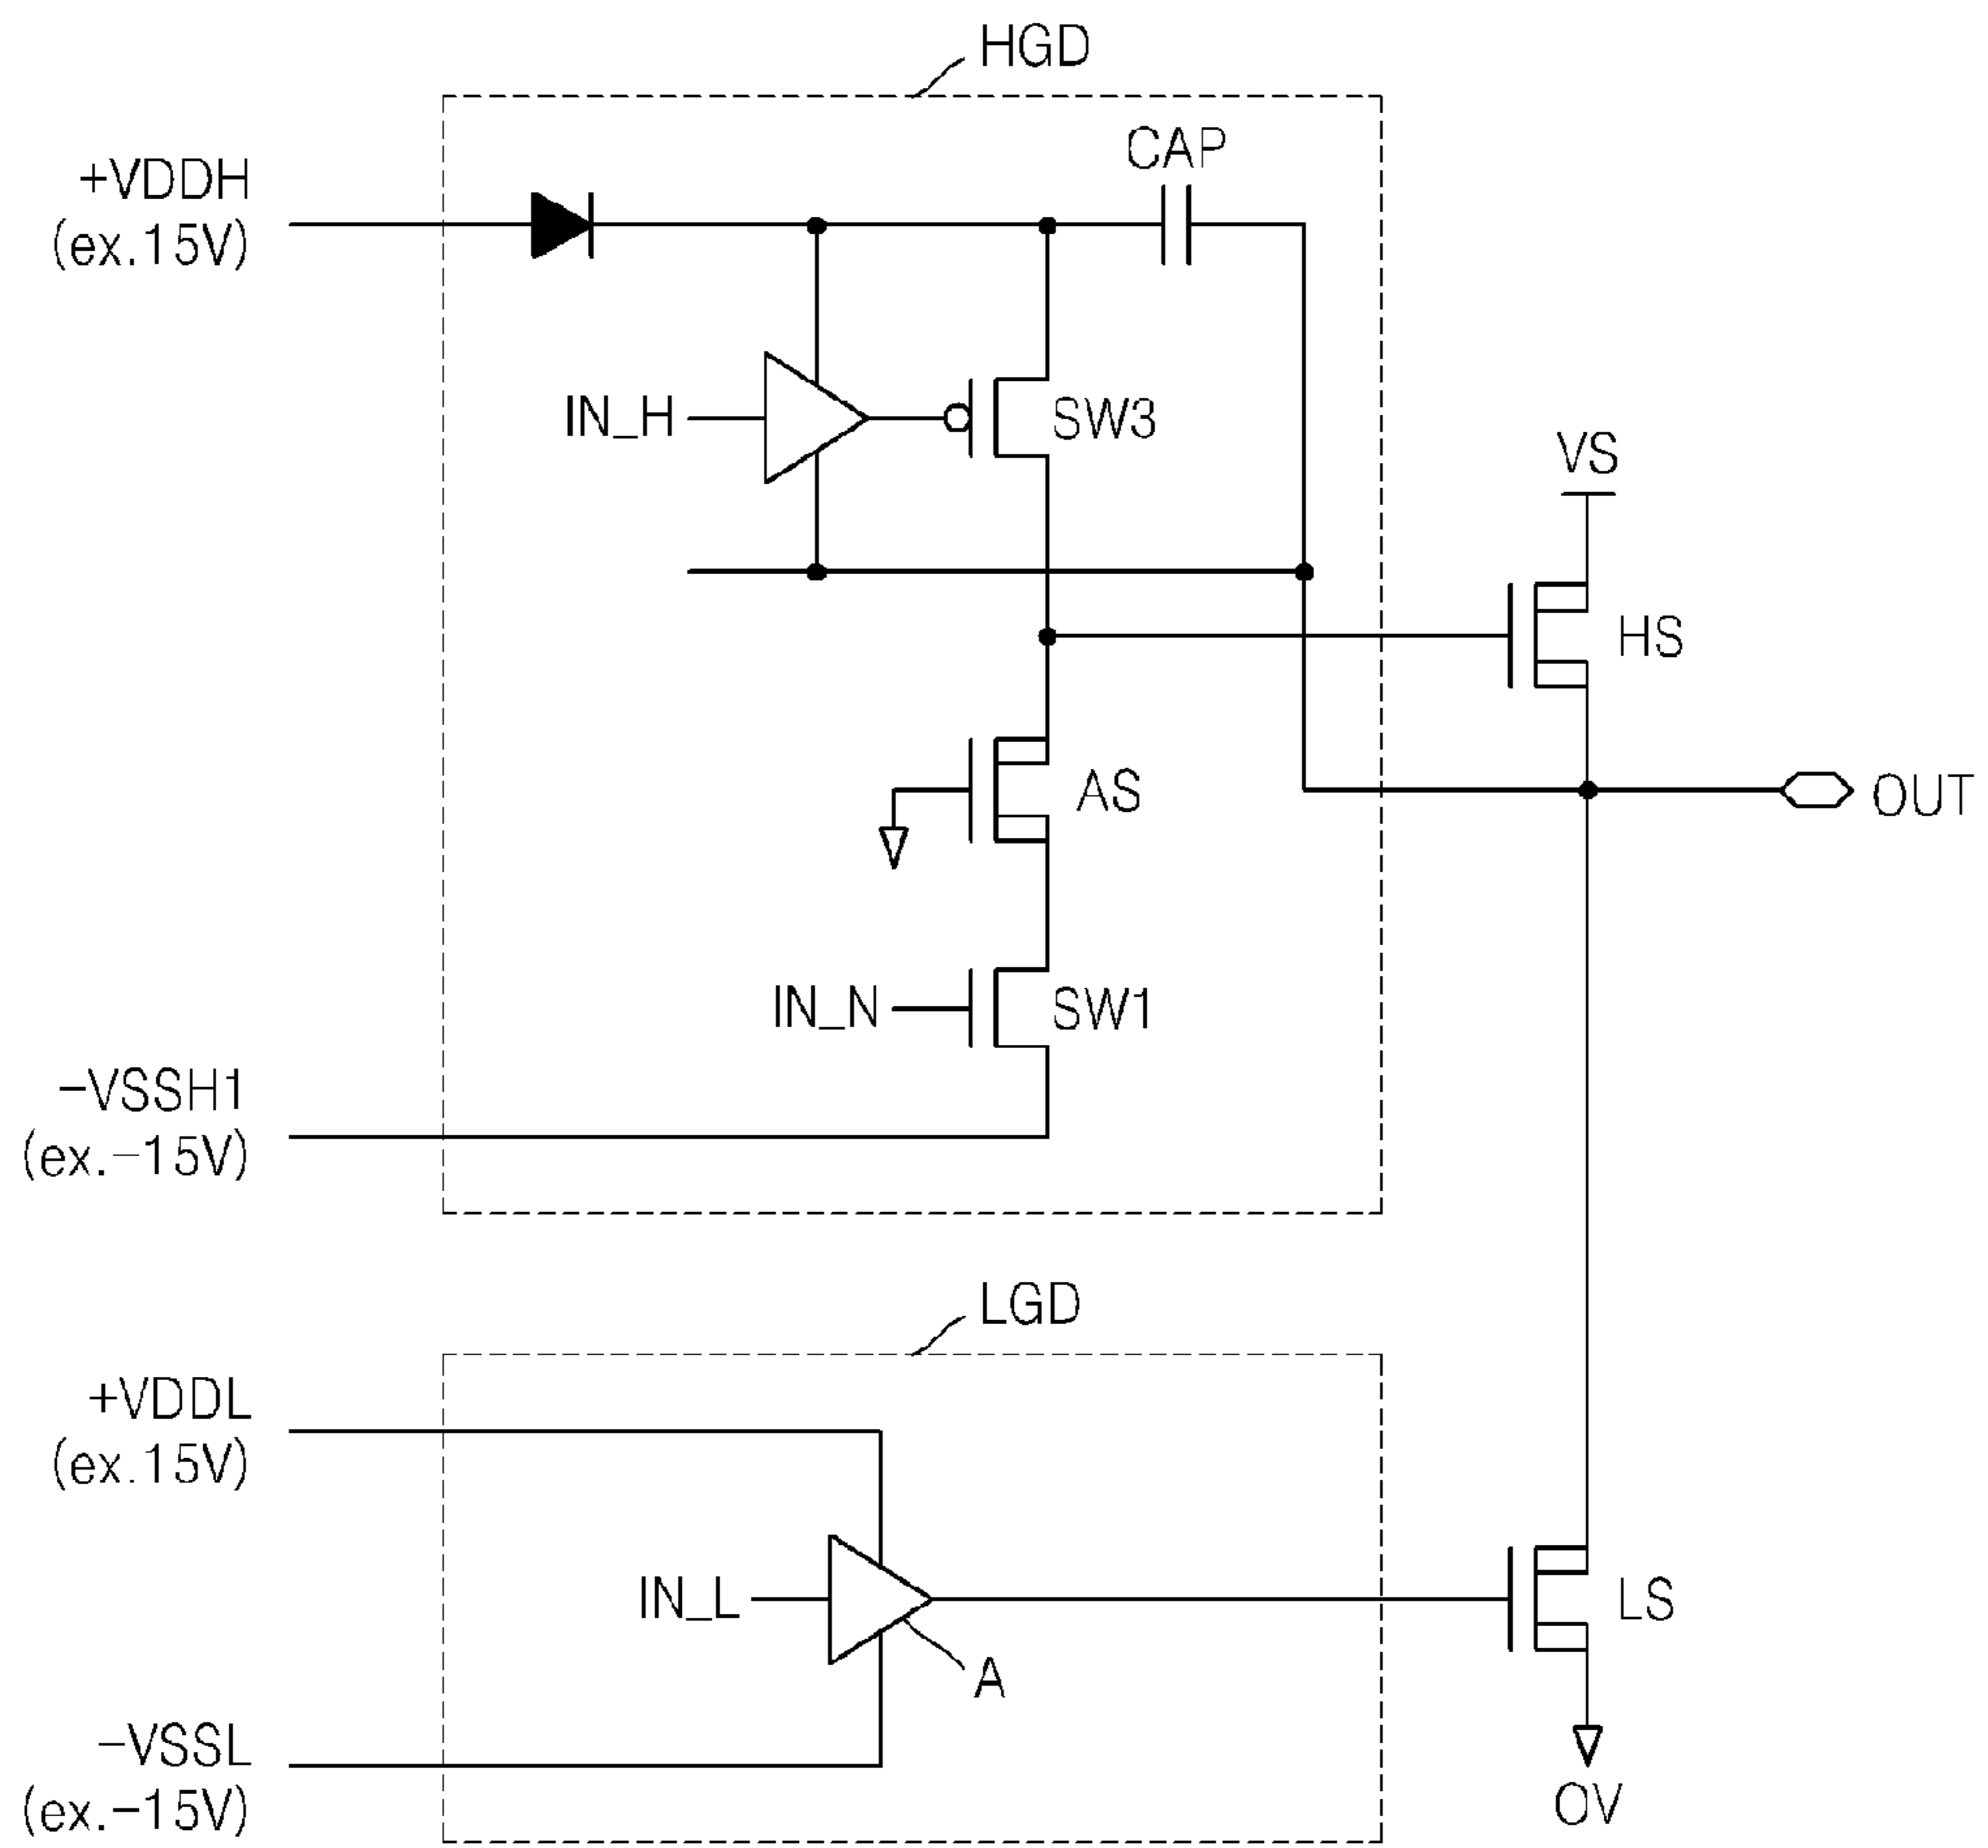 HGD
CAP
+VDDH
(ex.15V)
IN_H
SW3
VS
HS
AS
OUT
IN_N
SW1
-VSSH1
(ex.-15V)
LGD
+VDDL
(ex.15V)
IN_L
LS
A
-VSSL
(ex.-15V)
0V